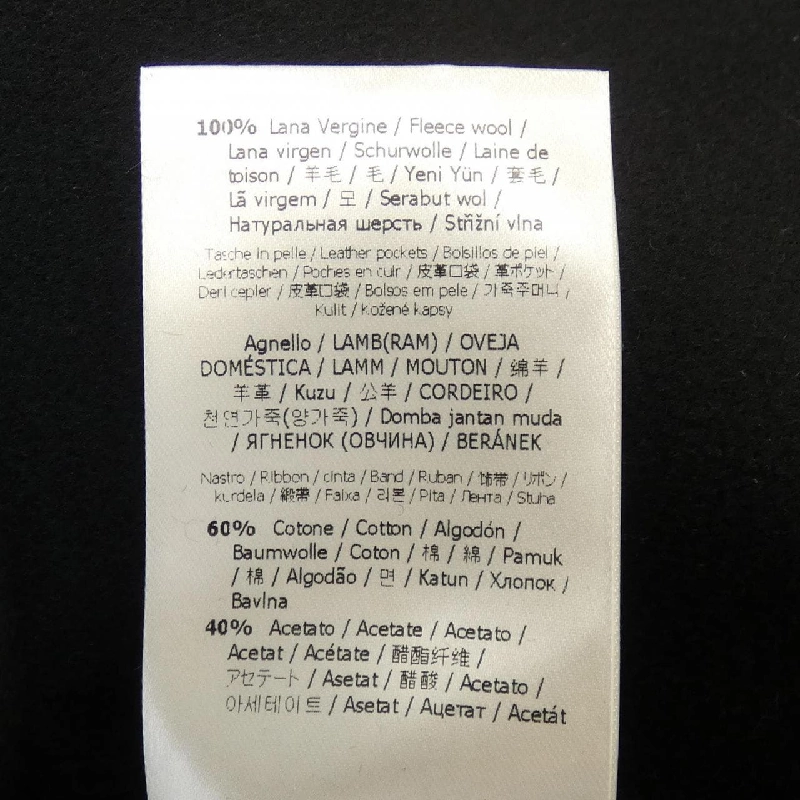 100% Lana Vergine / Fleece wool /
Lana virgen / Schurwolle / Laine de
toison / 羊毛 / 毛 / Yeni Yün / 套毛 /
Lã virgem / 모 / Serabut wol /
Натуральная шерсть / Střižní vlna
Tasche in pelle / Leather pockets / Bolsillos de piel /
Ledertaschen / Poches en cuir / 皮革口袋 / 革ポケット /
Deri cepler / 皮革口袋 / Bolsos em pele / 가죽주머니 /
Kulit / Kožené kapsy
Agnello / LAMB(RAM) / OVEJA
DOMÉSTICA / LAMM / MOUTON / 绵羊 /
羊革 / Kuzu / 公羊 / CORDEIRO /
천연가죽(양가죽) / Domba jantan muda
/ ЯГНЕНОК (ОВЧИНА) / BERÁNEK
Nastro / Ribbon / cinta / Band / Ruban / 饰带 / リボン /
kurdela / 緞帶 / Faixa / 리본 / Pita / Лента / Stuha
60% Cotone / Cotton / Algodón /
Baumwolle / Coton / 棉 / 綿 / Pamuk
/ 棉 / Algodão / 면 / Katun / Хлопок /
Bavlna
40% Acetato / Acetate / Acetato /
Acetat / Acétate / 醋酯纤维 /
アセテート / Asetat / 醋酸 / Acetato /
아세테이트 / Asetat / Ацетат / Acetát